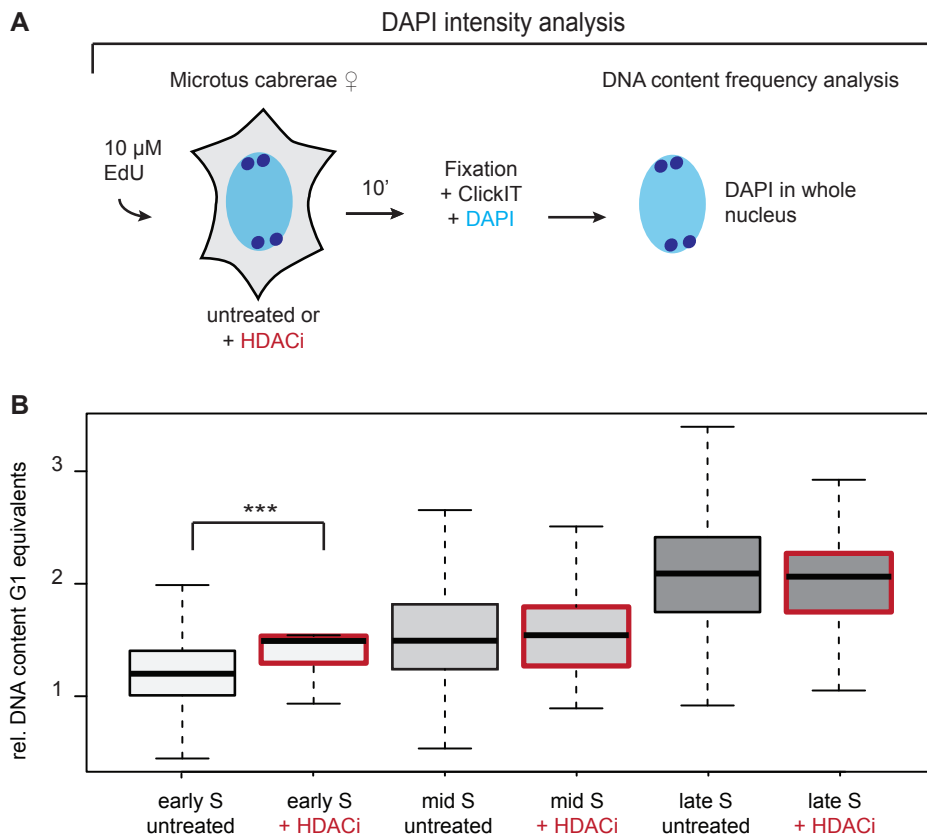 A
DAPI intensity analysis
Microtus cabrerae ♀
DNA content frequency analysis
10 µM
EdU
10’
Fixation
+ ClickIT
+ DAPI
DAPI in whole
nucleus
untreated or
+ HDACi
B
rel. DNA content G1 equivalents
3
2
1
***
early S
untreated
early S
+ HDACi
mid S
untreated
mid S
+ HDACi
late S
untreated
late S
+ HDACi